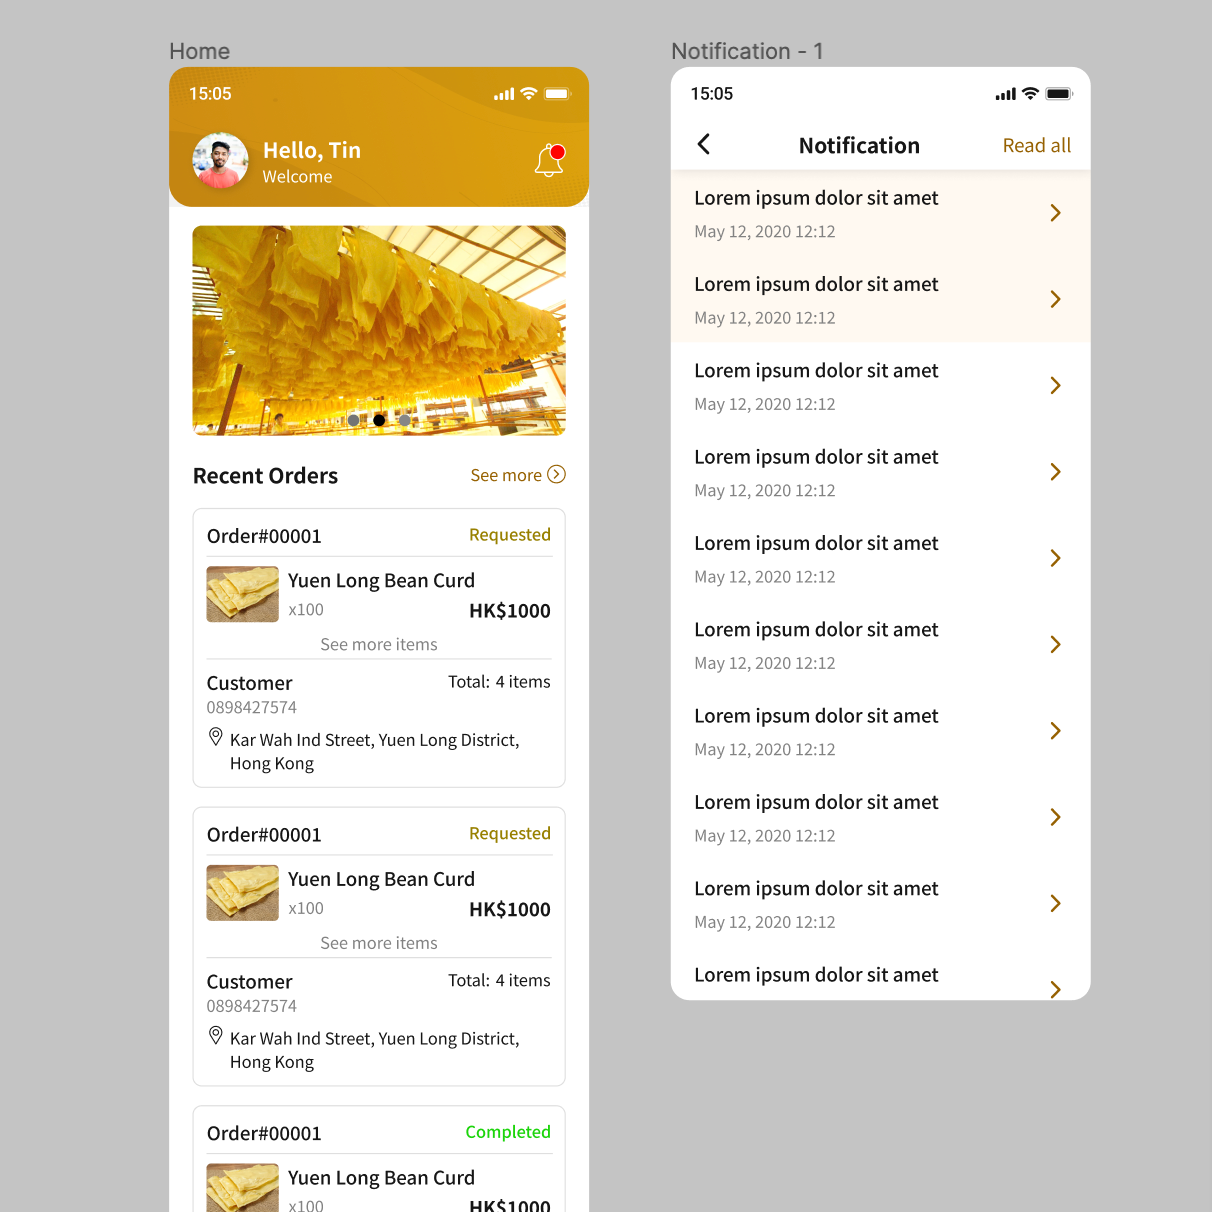 Home
15:05
Hello, Tin
Welcome
Recent Orders
See more
Order#00001
Requested
Yuen Long Bean Curd
x100
HK$1000
See more items
Customer
Total: 4 items
0898427574
Kar Wah Ind Street, Yuen Long District,
Hong Kong
Order#00001
Requested
Yuen Long Bean Curd
x100
HK$1000
See more items
Customer
Total: 4 items
0898427574
Kar Wah Ind Street, Yuen Long District,
Hong Kong
Order#00001
Completed
Yuen Long Bean Curd
x100
HK$1000
Notification - 1
15:05
Notification
Read all
Lorem ipsum dolor sit amet
May 12, 2020 12:12
Lorem ipsum dolor sit amet
May 12, 2020 12:12
Lorem ipsum dolor sit amet
May 12, 2020 12:12
Lorem ipsum dolor sit amet
May 12, 2020 12:12
Lorem ipsum dolor sit amet
May 12, 2020 12:12
Lorem ipsum dolor sit amet
May 12, 2020 12:12
Lorem ipsum dolor sit amet
May 12, 2020 12:12
Lorem ipsum dolor sit amet
May 12, 2020 12:12
Lorem ipsum dolor sit amet
May 12, 2020 12:12
Lorem ipsum dolor sit amet